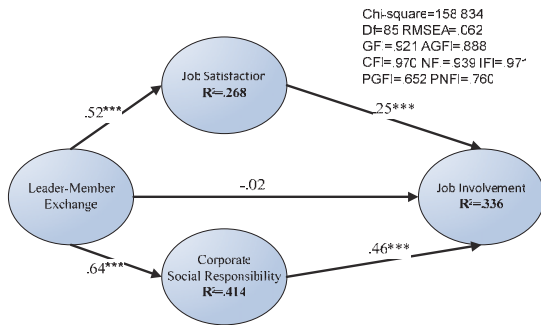 Chi-square=158 834
Df=85 RMSEA=.062
GFI=.921 AGFI=.888
CFI=.970 NFI=.939 IFI=.971
PGFI=.652 PNFI=.760
Job Satisfaction
R²=.268
.52***
.25***
Leader-Member
Exchange
-.02
Job Involvement
R²=.336
.64***
.46***
Corporate
Social Responsibility
R²=.414